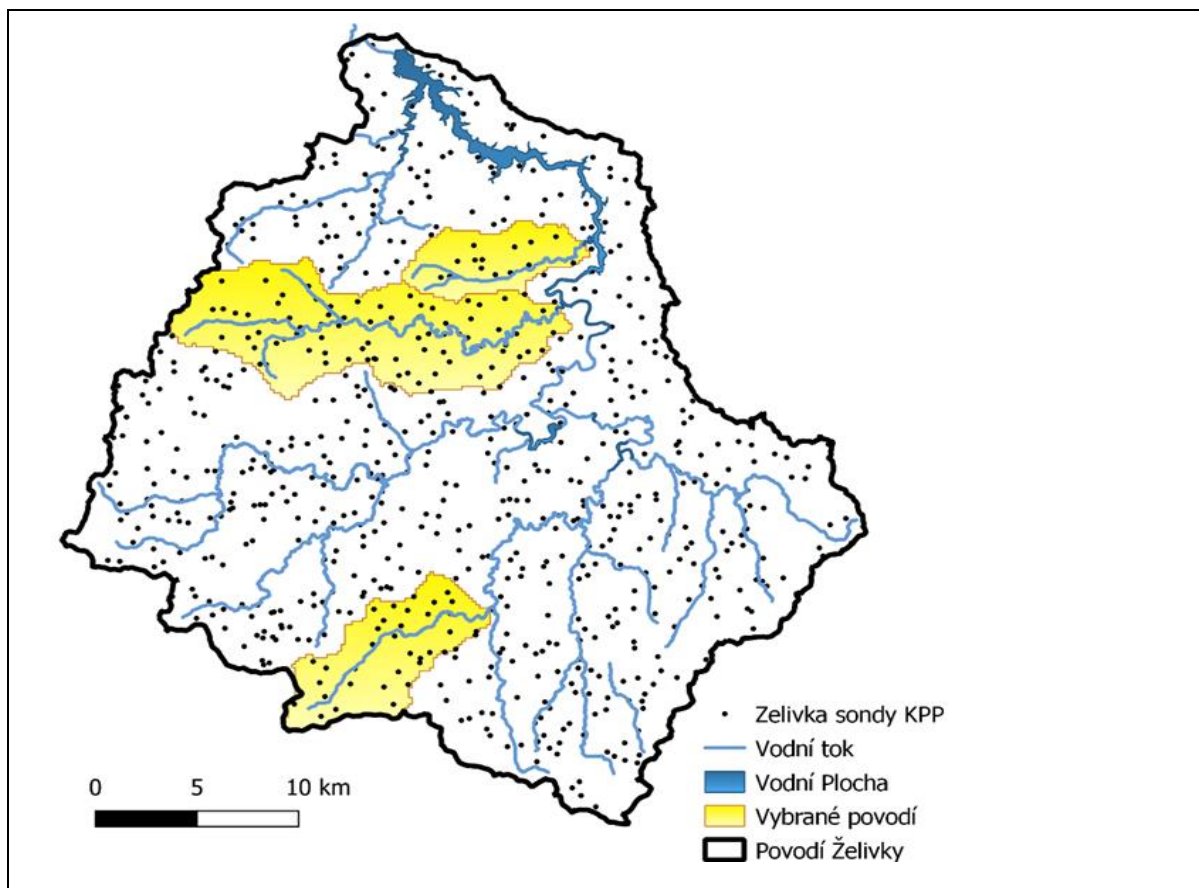 Zelivka sondy KPP
Vodní tok
Vodní Plocha
Vybrané povodí
Povodí Želivky
0 5 10 km